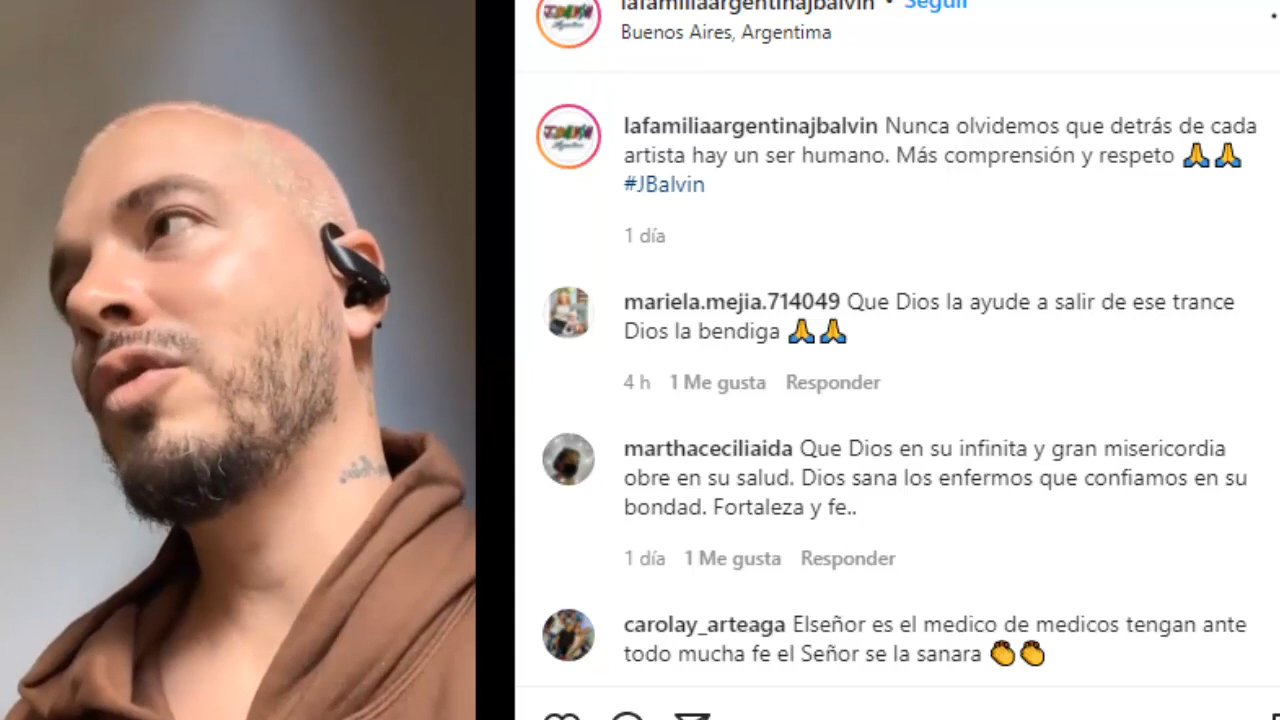 lafamiliaargentinajbalvin • Seguir
Buenos Aires, Argentima
lafamiliaargentinajbalvin Nunca olvidemos que detrás de cada
artista hay un ser humano. Más comprensión y respeto 🙏🙏
#JBalvin
1 día
mariela.mejia.714049 Que Dios la ayude a salir de ese trance
Dios la bendiga 🙏🙏
4 h 1 Me gusta Responder
marthaceciliaida Que Dios en su infinita y gran misericordia
obre en su salud. Dios sana los enfermos que confiamos en su
bondad. Fortaleza y fe..
1 día 1 Me gusta Responder
carolay_arteaga Elseñor es el medico de medicos tengan ante
todo mucha fe el Señor se la sanara 👏👏